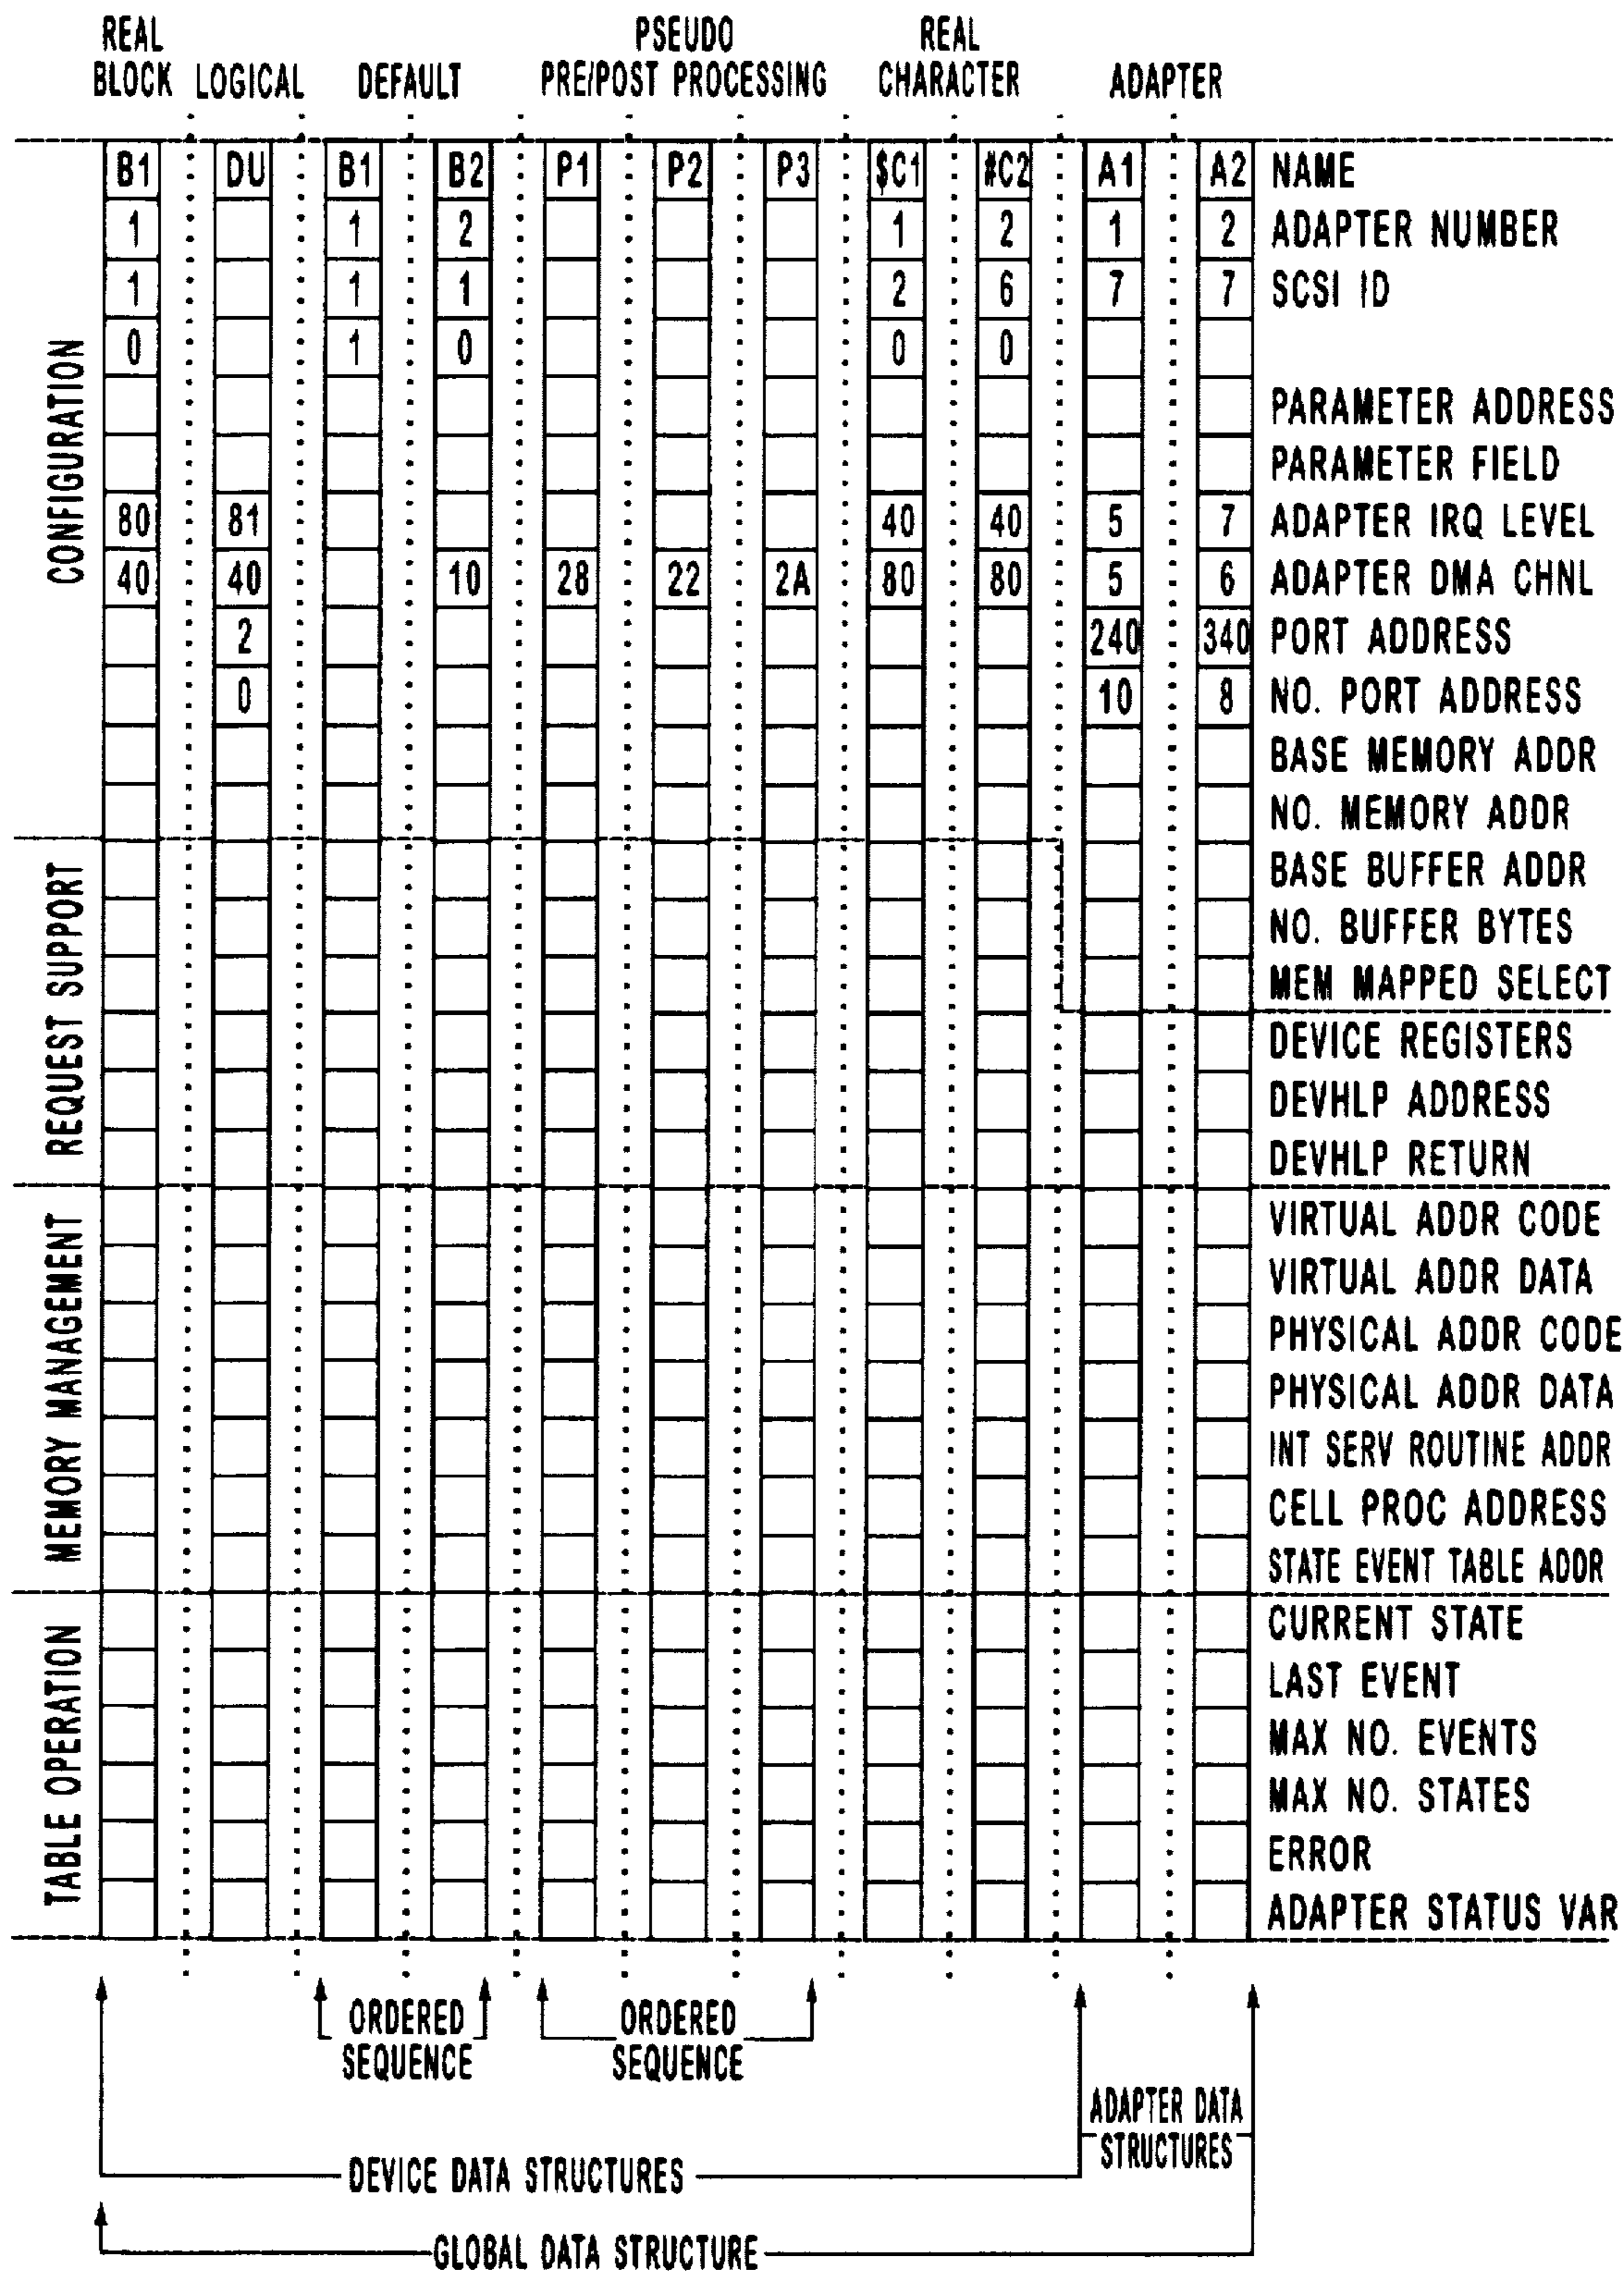 REAL PSEUDO REAL
BLOCK LOGICAL DEFAULT PRE/POST PROCESSING CHARACTER ADAPTER
B1 DU B1 B2 P1 P2 P3 $C1 #C2 A1 A2 NAME
1 1 2 1 2 1 2 ADAPTER NUMBER
1 1 1 2 6 7 7 SCSI ID
0 1 0 0 0
PARAMETER ADDRESS
PARAMETER FIELD
80 81 40 40 5 7 ADAPTER IRQ LEVEL
40 40 10 28 22 2A 80 80 5 6 ADAPTER DMA CHNL
2 240 340 PORT ADDRESS
0 10 8 NO. PORT ADDRESS
BASE MEMORY ADDR
NO. MEMORY ADDR
CONFIGURATION
BASE BUFFER ADDR
NO. BUFFER BYTES
MEM MAPPED SELECT
DEVICE REGISTERS
DEVHLP ADDRESS
DEVHLP RETURN
REQUEST SUPPORT
VIRTUAL ADDR CODE
VIRTUAL ADDR DATA
PHYSICAL ADDR CODE
PHYSICAL ADDR DATA
INT SERV ROUTINE ADDR
CELL PROC ADDRESS
STATE EVENT TABLE ADDR
MEMORY MANAGEMENT
CURRENT STATE
LAST EVENT
MAX NO. EVENTS
MAX NO. STATES
ERROR
ADAPTER STATUS VAR
TABLE OPERATION
ORDERED SEQUENCE
ORDERED SEQUENCE
ADAPTER DATA
STRUCTURES
DEVICE DATA STRUCTURES
GLOBAL DATA STRUCTURE